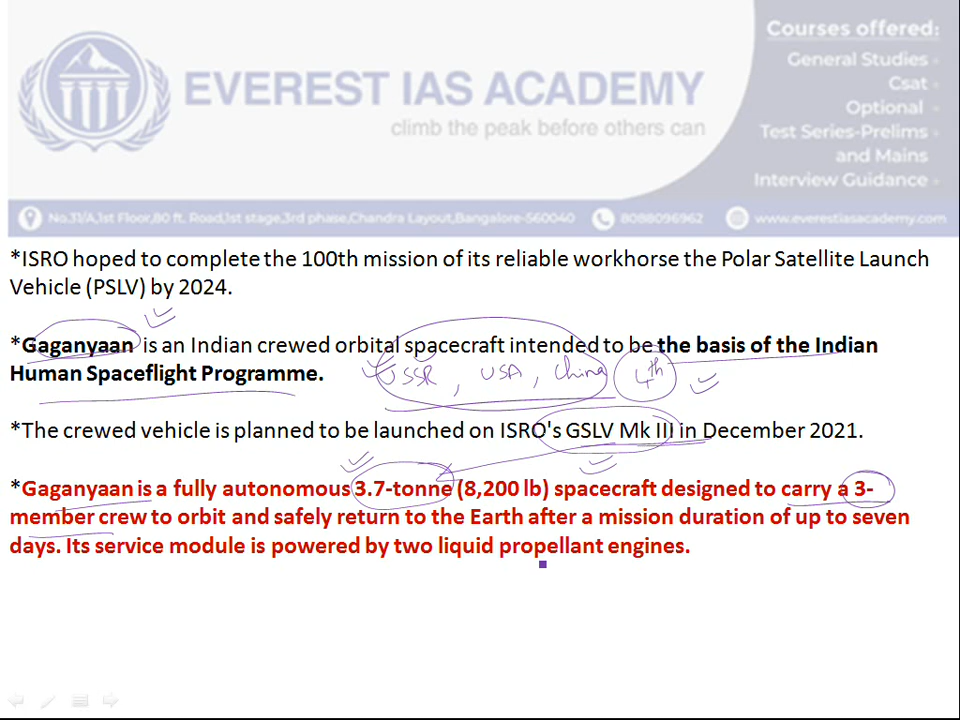 Courses offered:
General Studies
Csat
Optional
Test Series-Prelims
and Mains
Interview Guidance
EVEREST IAS ACADEMY
climb the peak before others can
No.31/A,1st Floor,80 ft. Road,1st stage,3rd phase,Chandra Layout,Bangalore-560040 8088096962 www.everestiasacademy.com
*ISRO hoped to complete the 100th mission of its reliable workhorse the Polar Satellite Launch
Vehicle (PSLV) by 2024.
*Gaganyaan is an Indian crewed orbital spacecraft intended to be the basis of the Indian
Human Spaceflight Programme.
USSR, USA, China 4th
*The crewed vehicle is planned to be launched on ISRO's GSLV Mk III in December 2021.
*Gaganyaan is a fully autonomous 3.7-tonne (8,200 lb) spacecraft designed to carry a 3-
member crew to orbit and safely return to the Earth after a mission duration of up to seven
days. Its service module is powered by two liquid propellant engines.